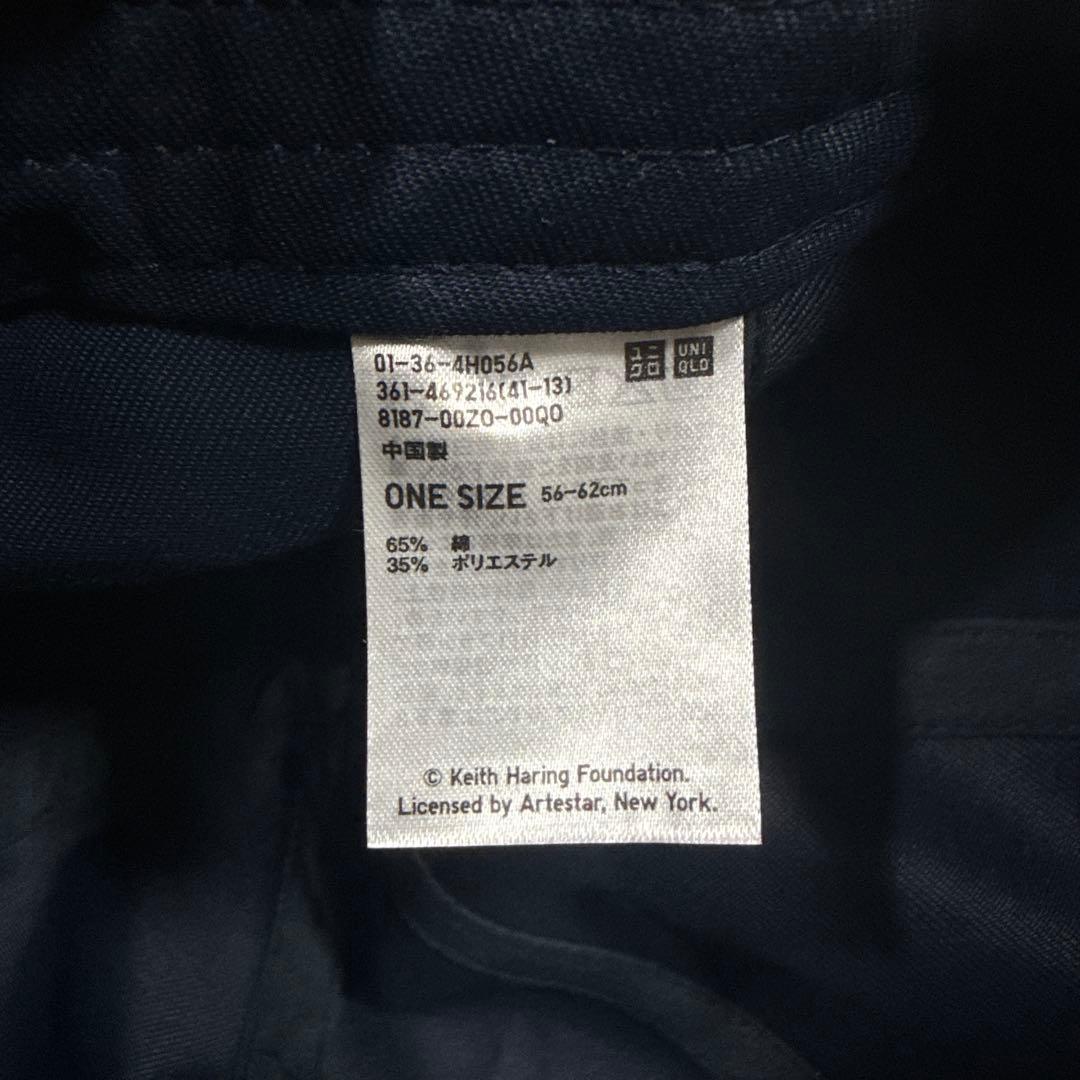 01-36-4H056A
ユニ
クロ
UNI
QLO
361-469216(41-13)
8187-00Z0-00Q0
中国製
ONE SIZE 56-62cm
65% 綿
35% ポリエステル
© Keith Haring Foundation.
Licensed by Artestar, New York.